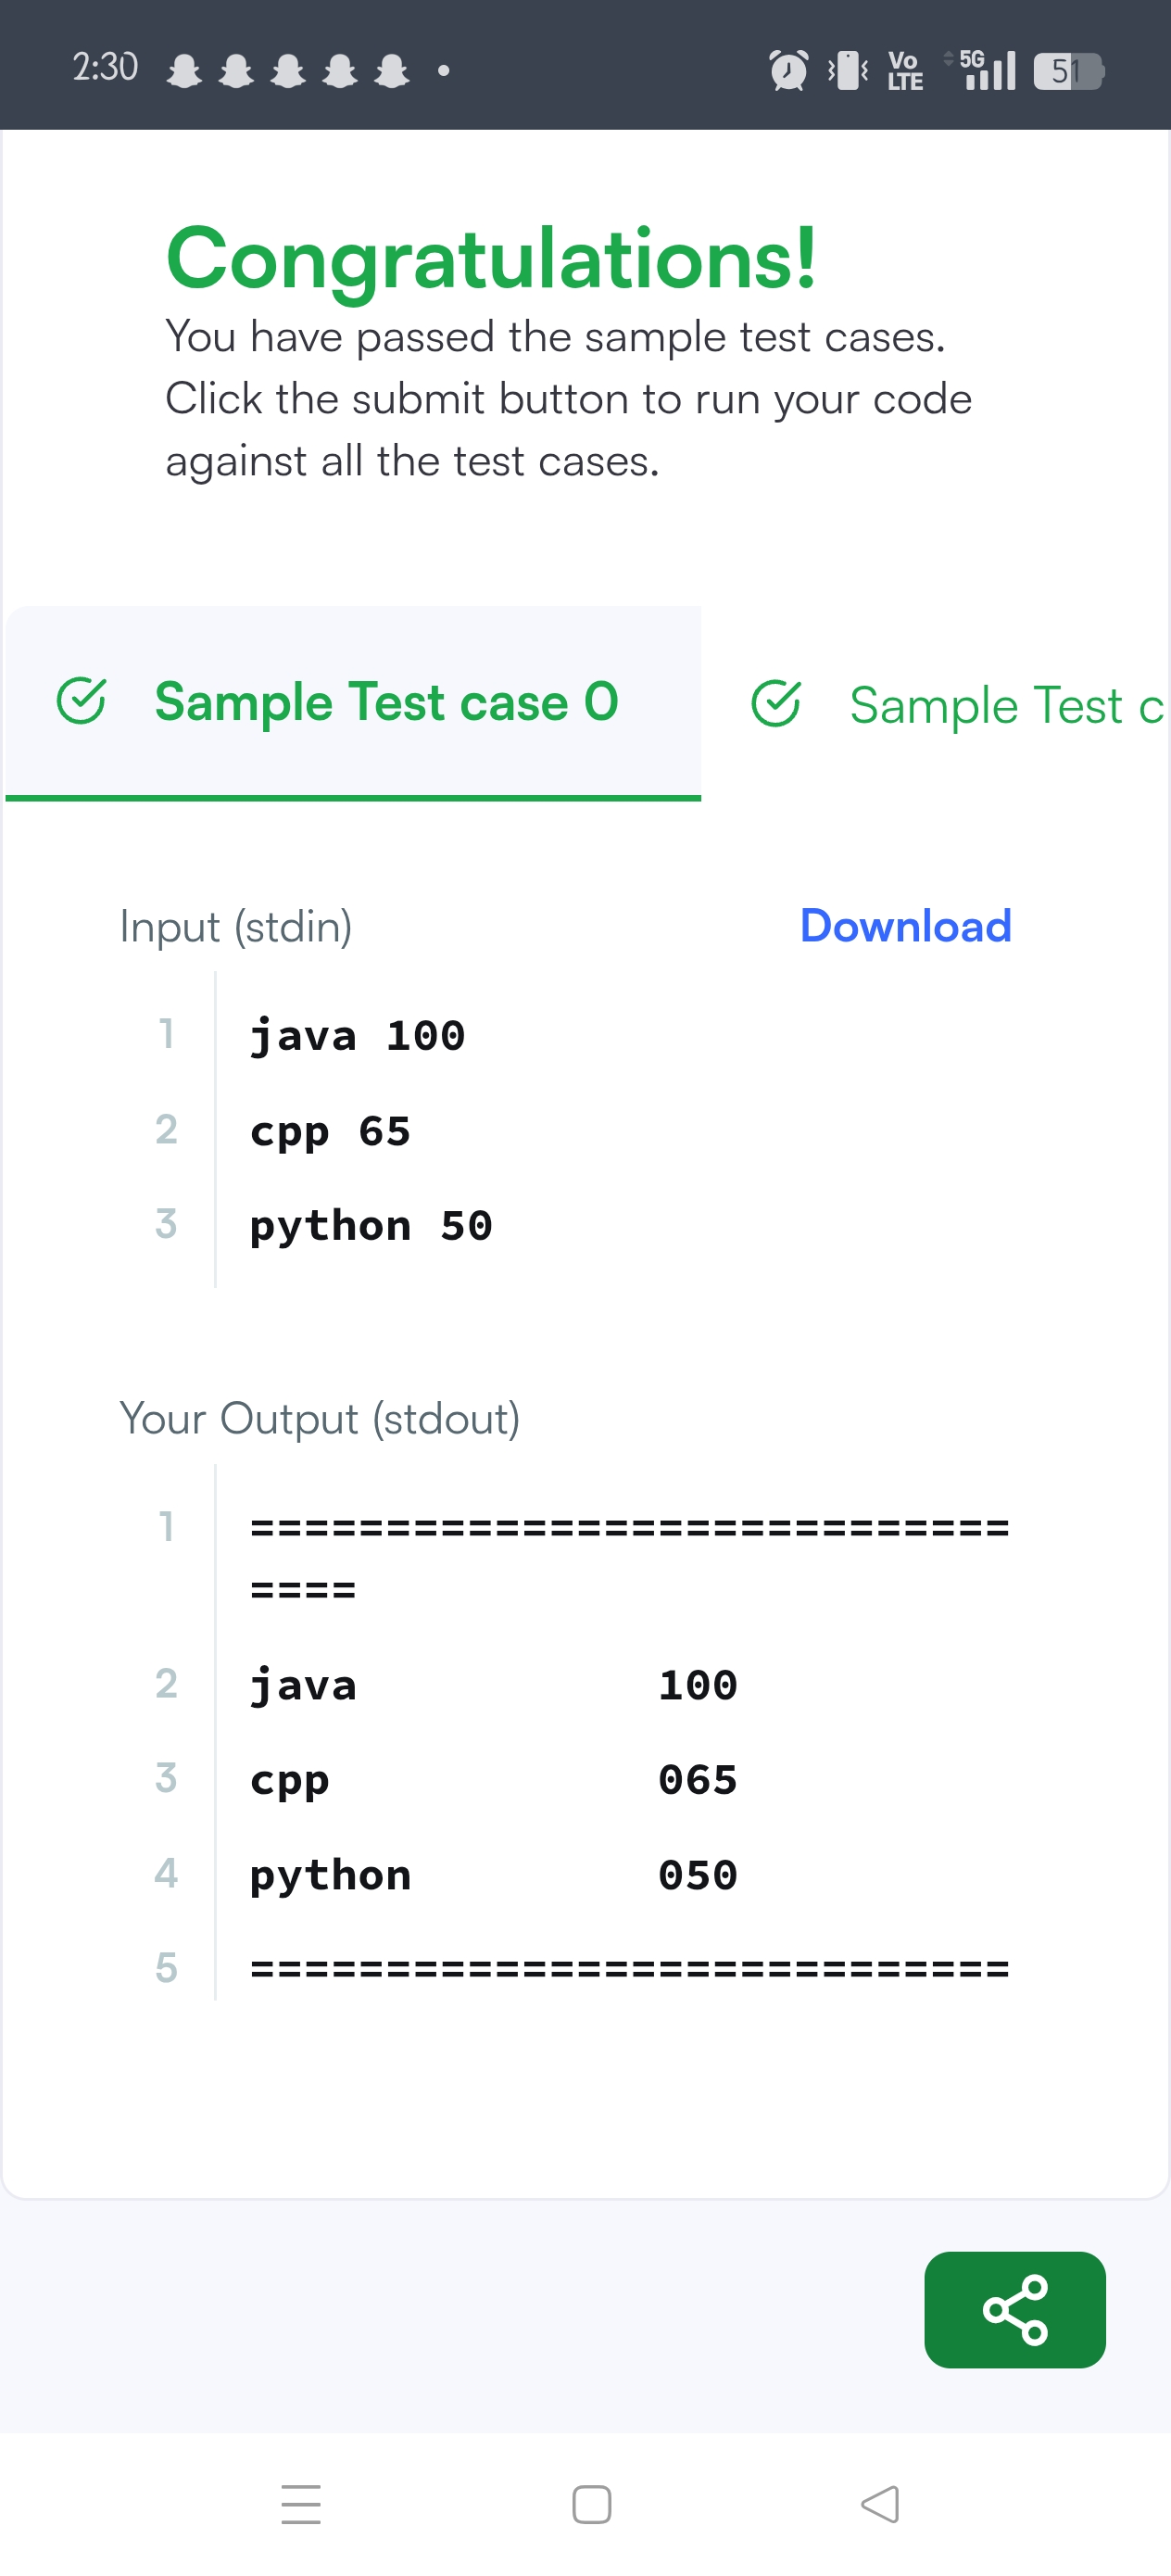 2:30 Vo LTE 5G 51
Congratulations!
You have passed the sample test cases.
Click the submit button to run your code
against all the test cases.
Sample Test case 0 Sample Test c
Input (stdin) Download
1 java 100
2 cpp 65
3 python 50
Your Output (stdout)
1 ============================
====
2 java           100
3 cpp            065
4 python         050
5 ============================